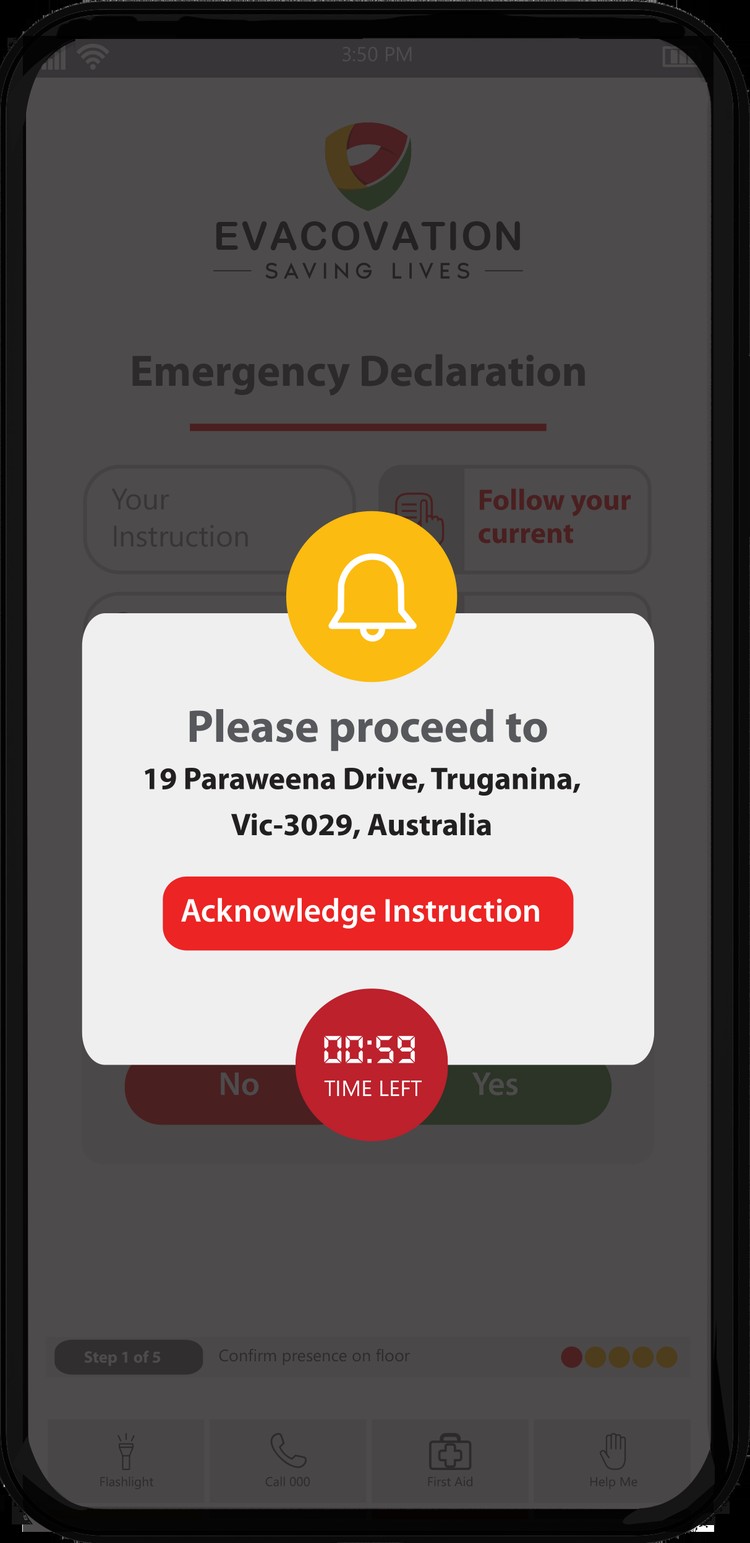 3:50 PM
EVACOVATION
SAVING LIVES
Emergency Declaration
Your
Instruction
Follow your
current
Please proceed to
19 Paraweena Drive, Truganina,
Vic-3029, Australia
Acknowledge Instruction
00:59
TIME LEFT
No
Yes
Step 1 of 5
Confirm presence on floor
Flashlight
Call 000
First Aid
Help Me